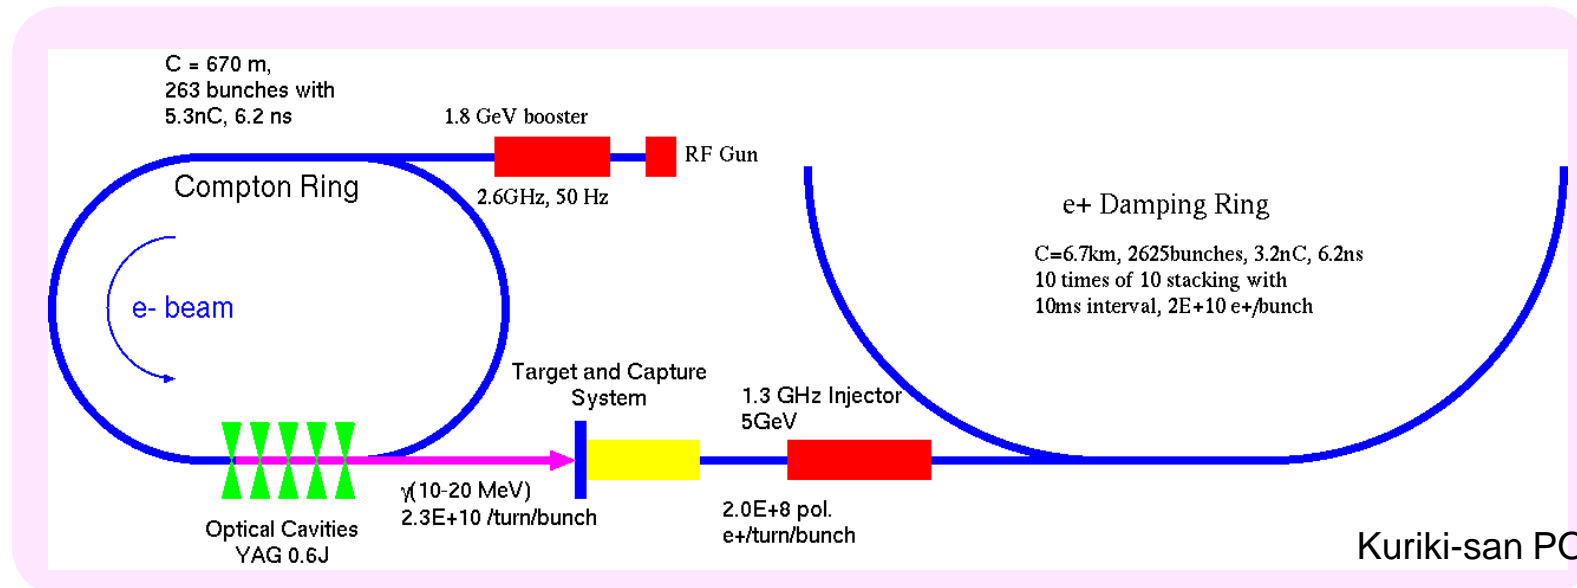 C = 670 m,
263 bunches with
5.3nC, 6.2 ns
1.8 GeV booster
RF Gun
2.6GHz, 50 Hz
Compton Ring
e- beam
e+ Damping Ring
C=6.7km, 2625bunches, 3.2nC, 6.2ns
10 times of 10 stacking with
10ms interval, 2E+10 e+/bunch
Target and Capture
System
1.3 GHz Injector
5GeV
γ(10-20 MeV)
2.3E+10 /turn/bunch
2.0E+8 pol.
e+/turn/bunch
Optical Cavities
YAG 0.6J
Kuriki-san